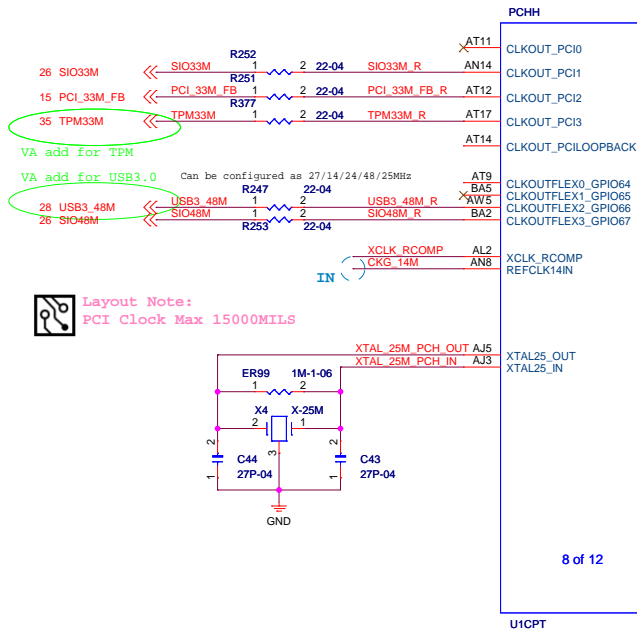 PCHH
AT11 CLKOUT_PCI0
R252
26 SIO33M SIO33M 1 2 22-04 SIO33M_R AN14 CLKOUT_PCI1
R251
15 PCI_33M_FB PCI_33M_FB 1 2 22-04 PCI_33M_FB_R AT12 CLKOUT_PCI2
R377
35 TPM33M TPM33M 1 2 22-04 TPM33M_R AT17 CLKOUT_PCI3
AT14 CLKOUT_PCILOOPBACK
VA add for TPM
VA add for USB3.0 Can be configured as 27/14/24/48/25MHz
AT9 CLKOUTFLEX0_GPIO64
R247 22-04 BA5 CLKOUTFLEX1_GPIO65
28 USB3_48M USB3_48M 1 2 USB3_48M_R AW5 CLKOUTFLEX2_GPIO66
26 SIO48M SIO48M 1 2 SIO48M_R BA2 CLKOUTFLEX3_GPIO67
R253 22-04
XCLK_RCOMP AL2 XCLK_RCOMP
IN CKG_14M AN8 REFCLK14IN
Layout Note:
PCI Clock Max 15000MILS
XTAL_25M_PCH_OUT AJ5 XTAL25_OUT
XTAL_25M_PCH_IN AJ3 XTAL25_IN
ER99 1M-1-06
1 2
X4 X-25M
2 1
3
2 C44 1 27P-04
2 C43 1 27P-04
GND
8 of 12
U1CPT